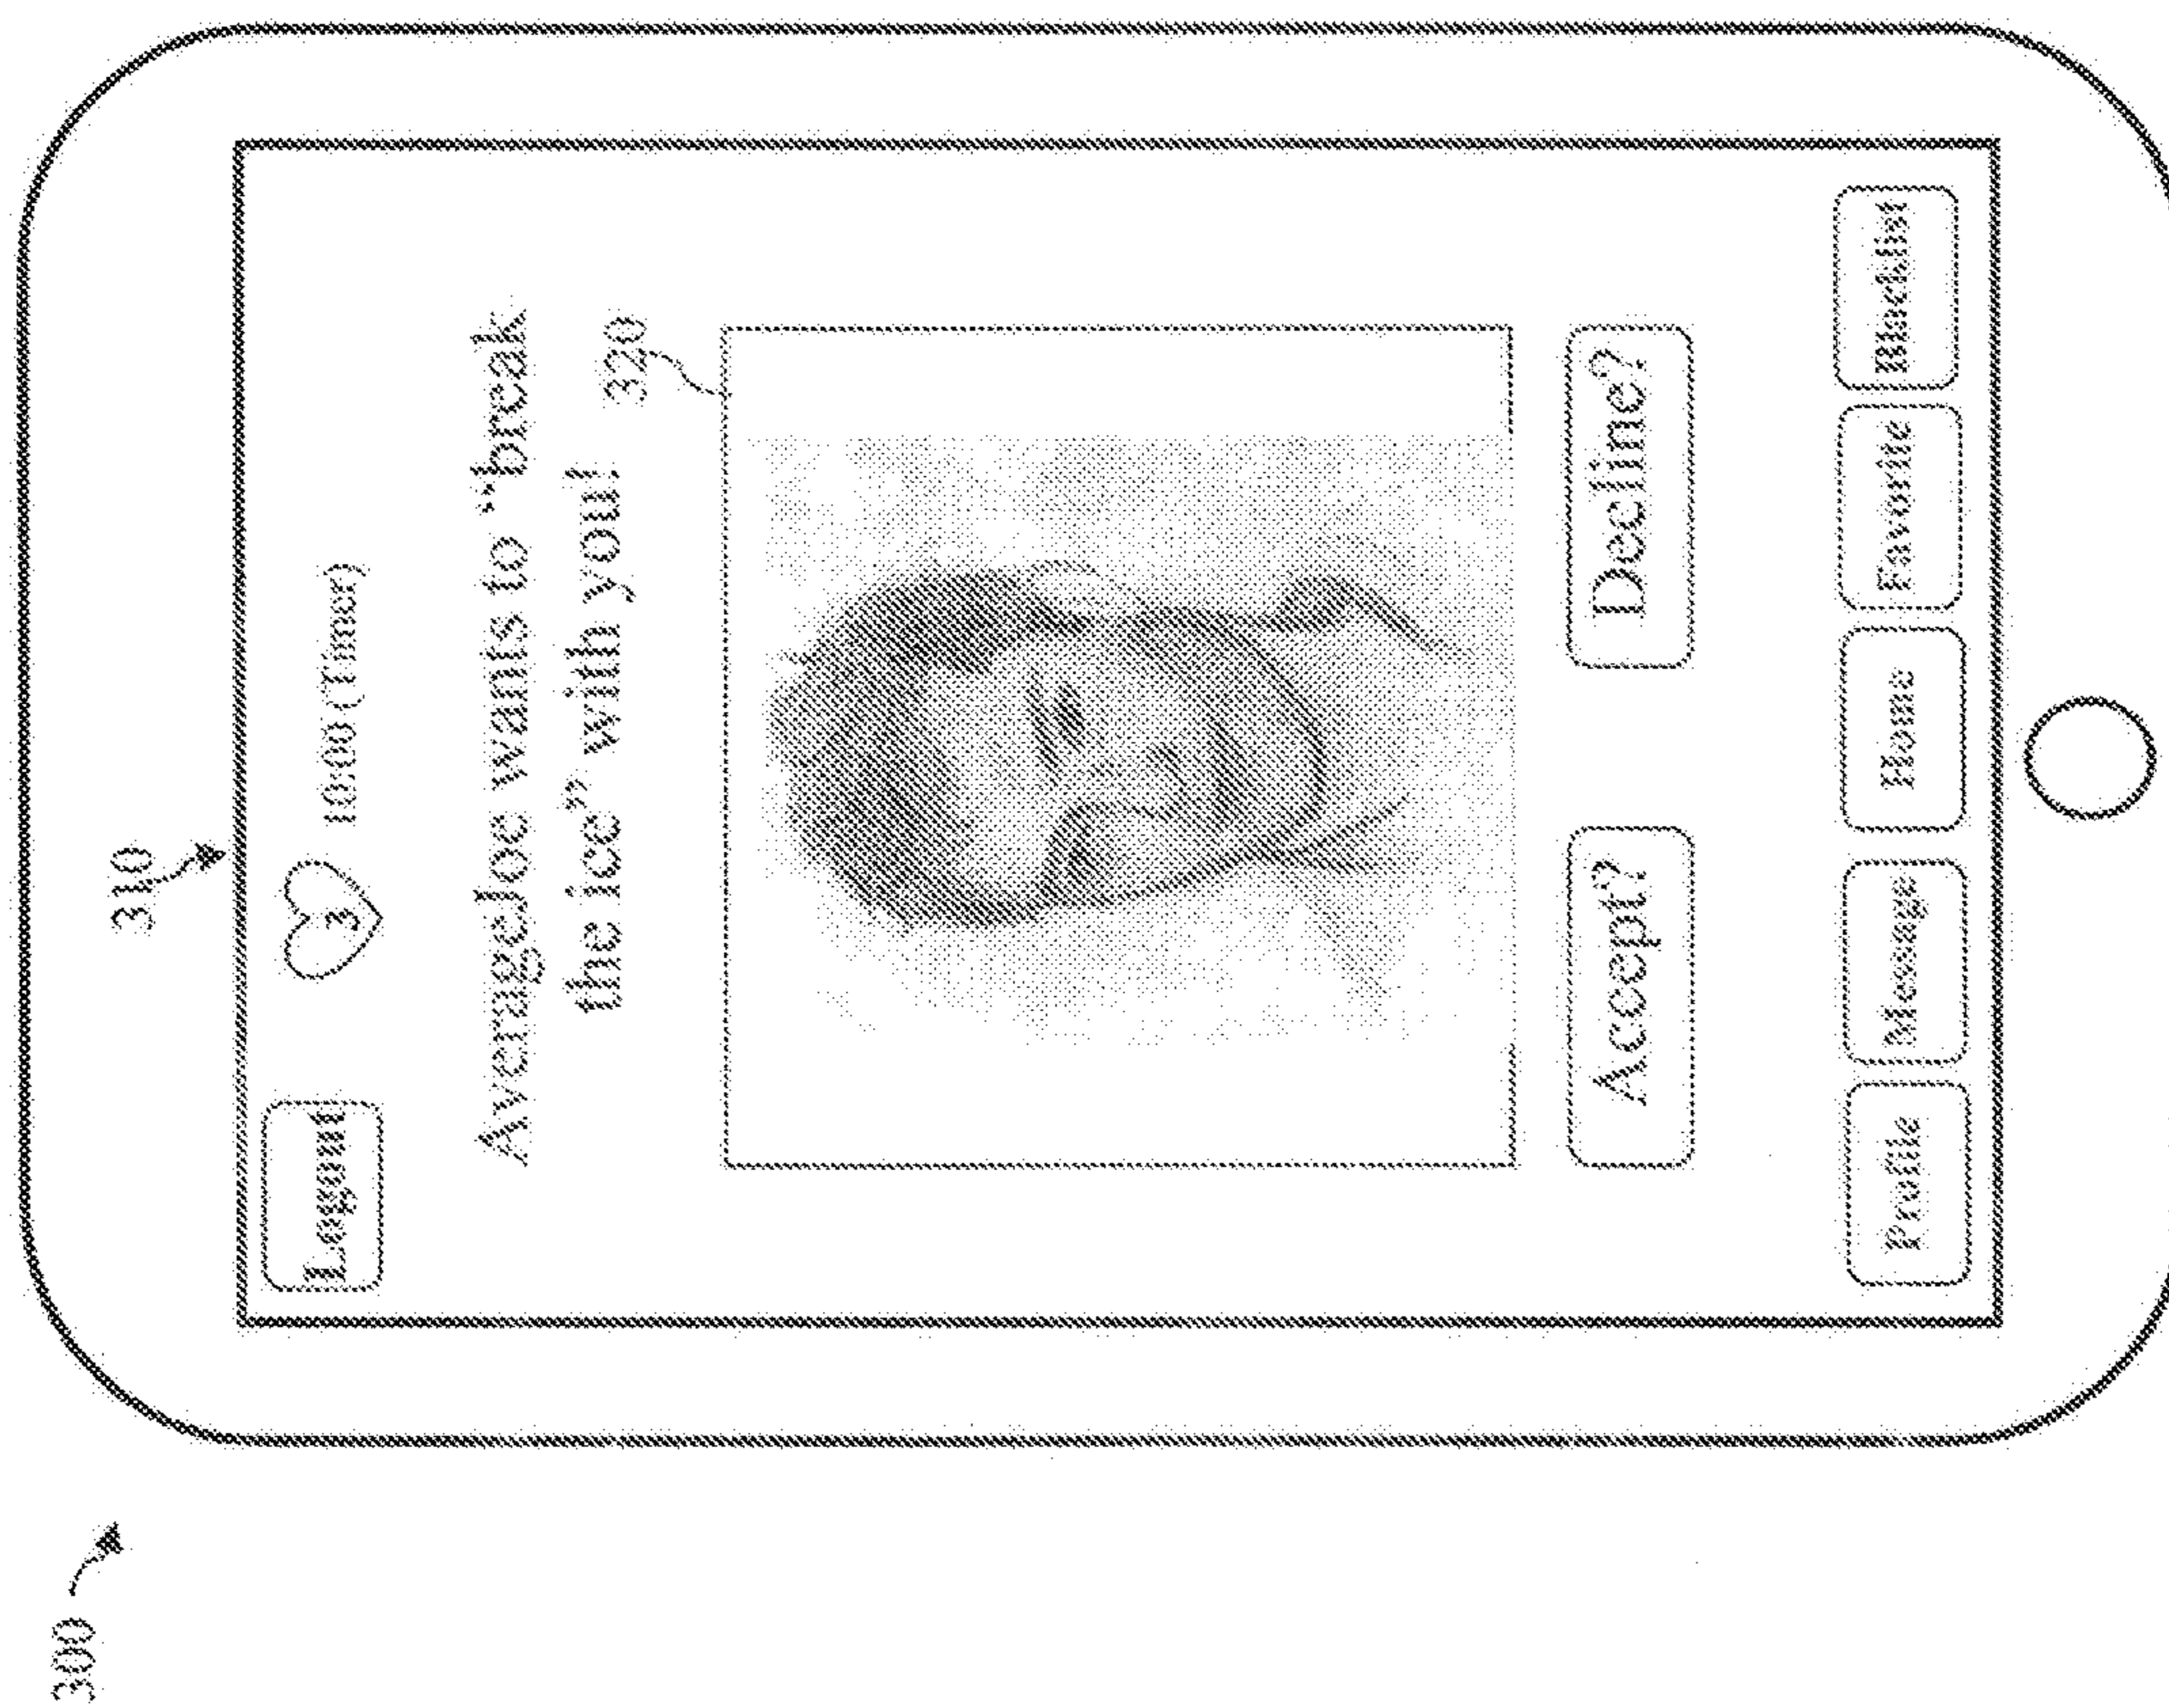 300
310
Logout
3
10:00 (Timer)
AverageJoe wants to "break
the ice" with you!
320
Accept?
Decline?
Profile
Message
Home
Favorite
Blacklist